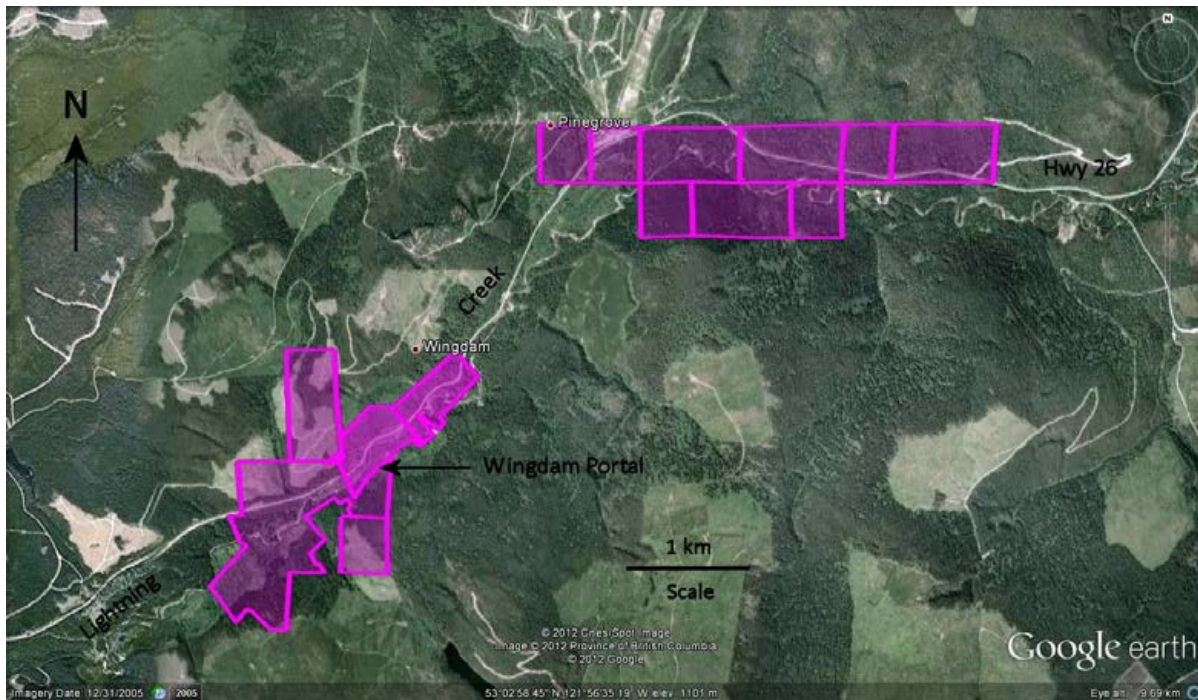 N
N
Pinegrove
Hwy 26
Creek
Wingdam
Wingdam Portal
1 km
Scale
Lightning
© 2012 Cnes/Spot Image
Image © 2012 Province of British Columbia
© 2012 Google
Google earth
Imagery Date: 12/31/2005 2005 53°02'58.45" N 121°56'35.19" W elev 1101 m Eye alt 9.69 km